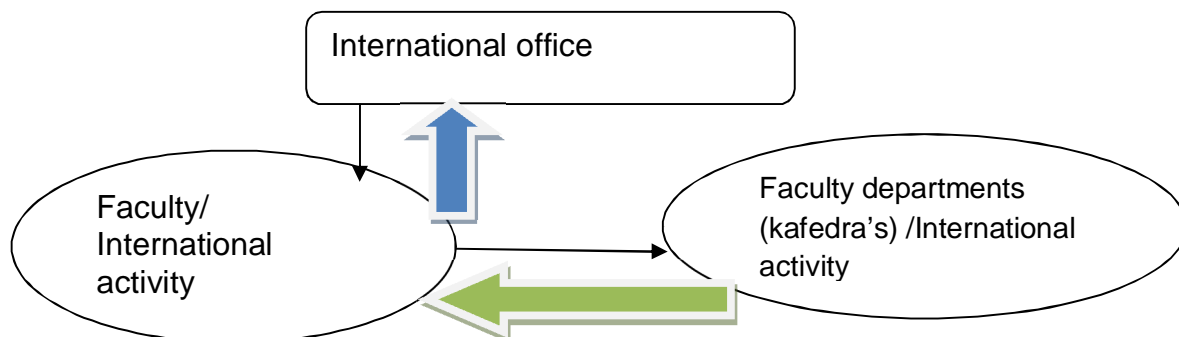 International office
Faculty/
International
activity
Faculty departments
(kafedra's) /International
activity